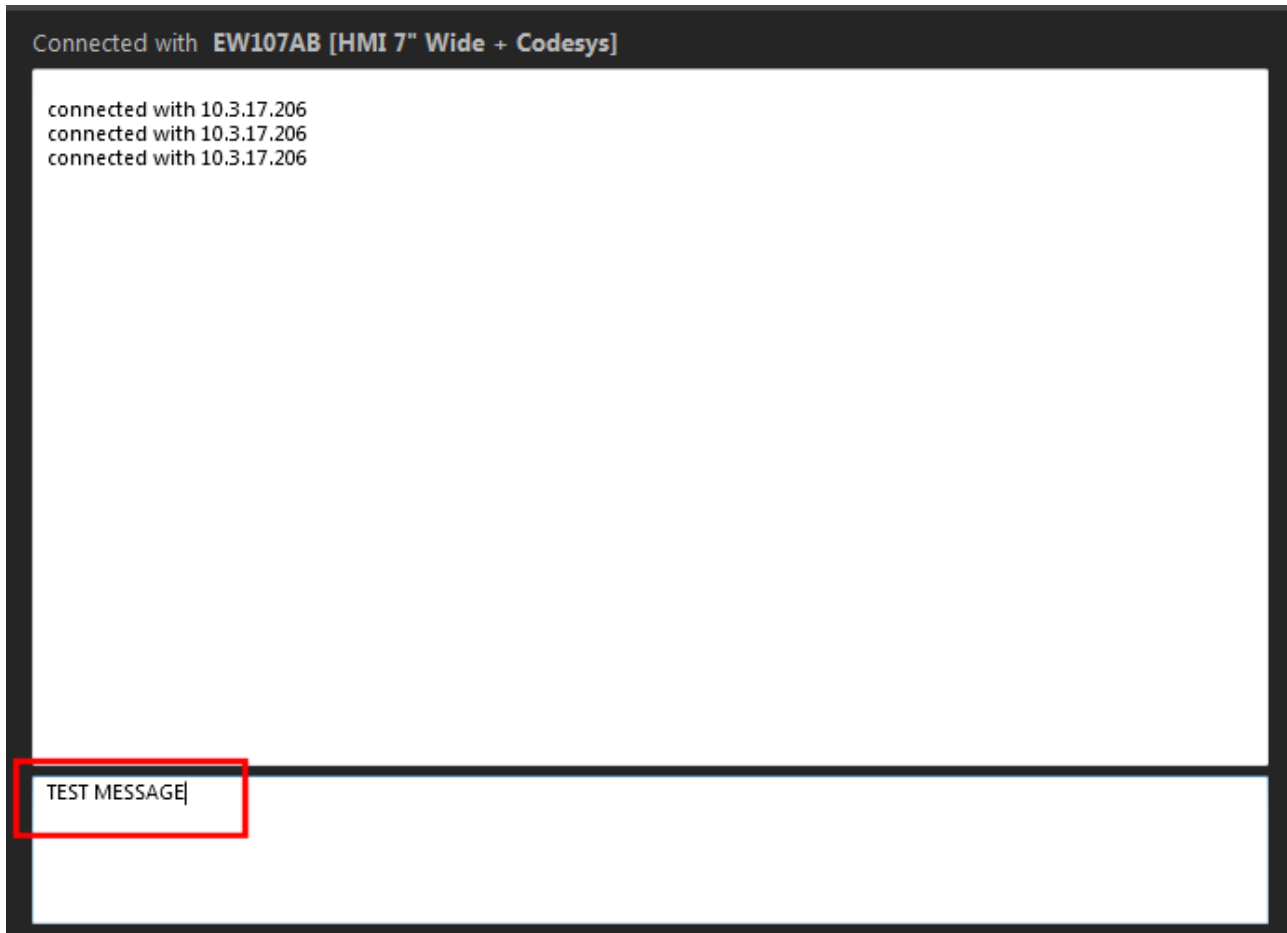 Connected with EW107AB [HMI 7" Wide + Codesys]
connected with 10.3.17.206
connected with 10.3.17.206
connected with 10.3.17.206
TEST MESSAGE